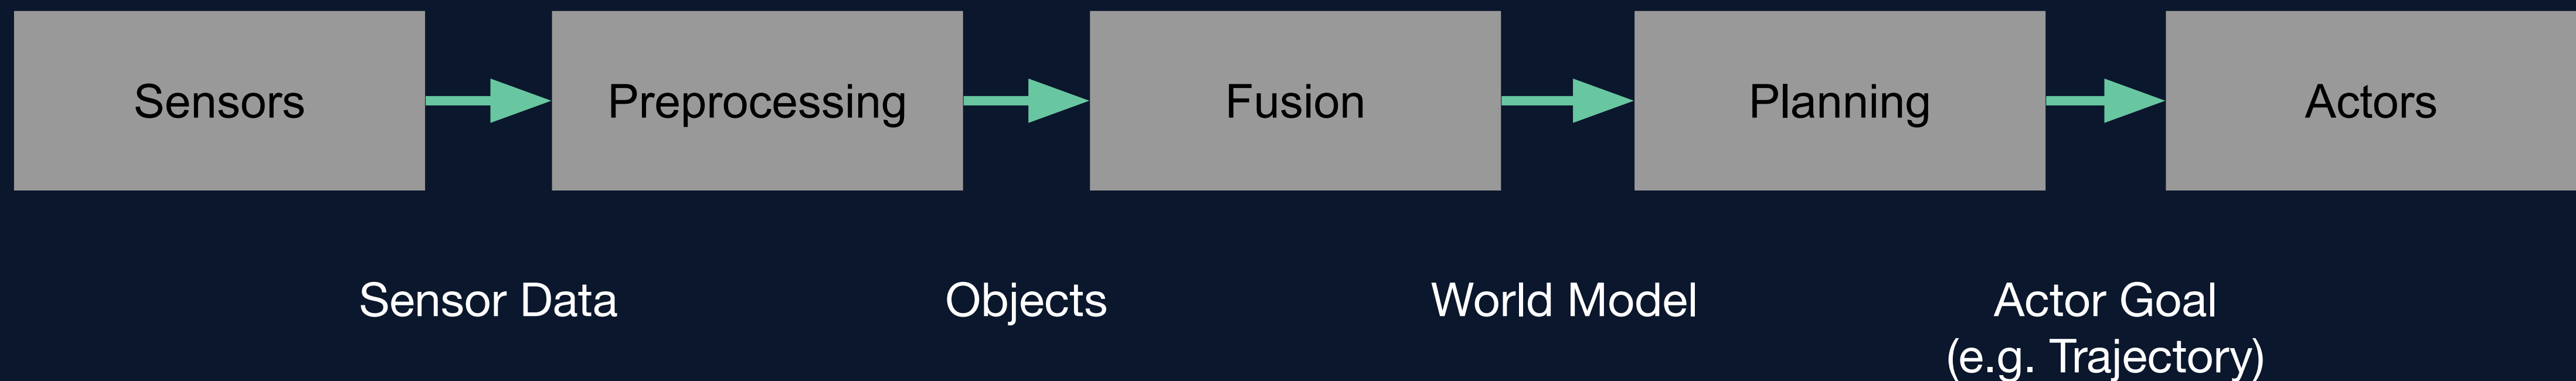 Sensors
Preprocessing
Fusion
Planning
Actors
Sensor Data
Objects
World Model
Actor Goal
(e.g. Trajectory)